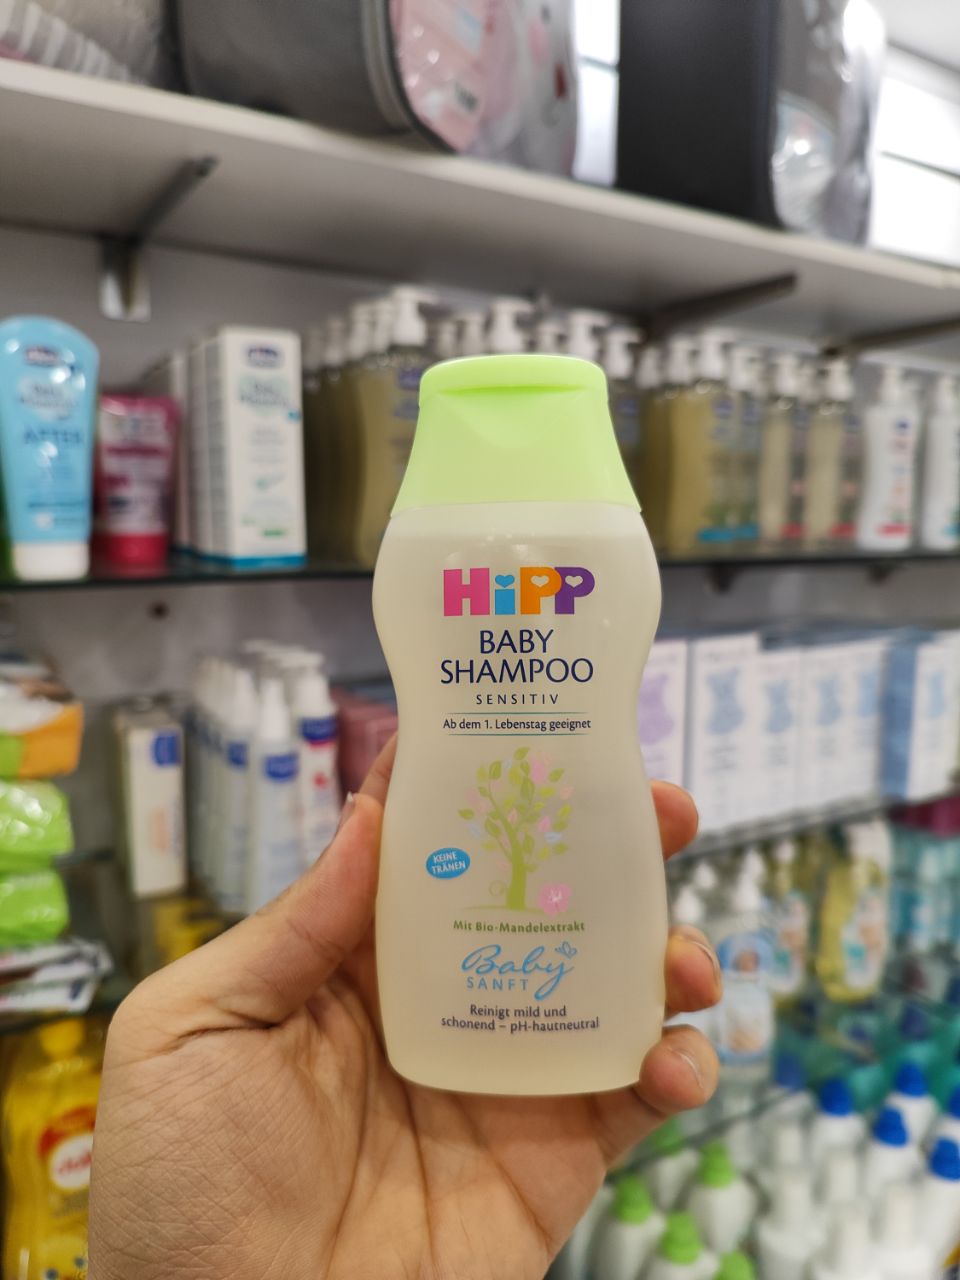 HiPP
BABY
SHAMPOO
SENSITIV
Ab dem 1. Lebenstag geeignet
KEINE
TRÄNEN
Mit Bio-Mandelextrakt
Baby
SANFT
Reinigt mild und
schonend – pH-hautneutral
AFTER